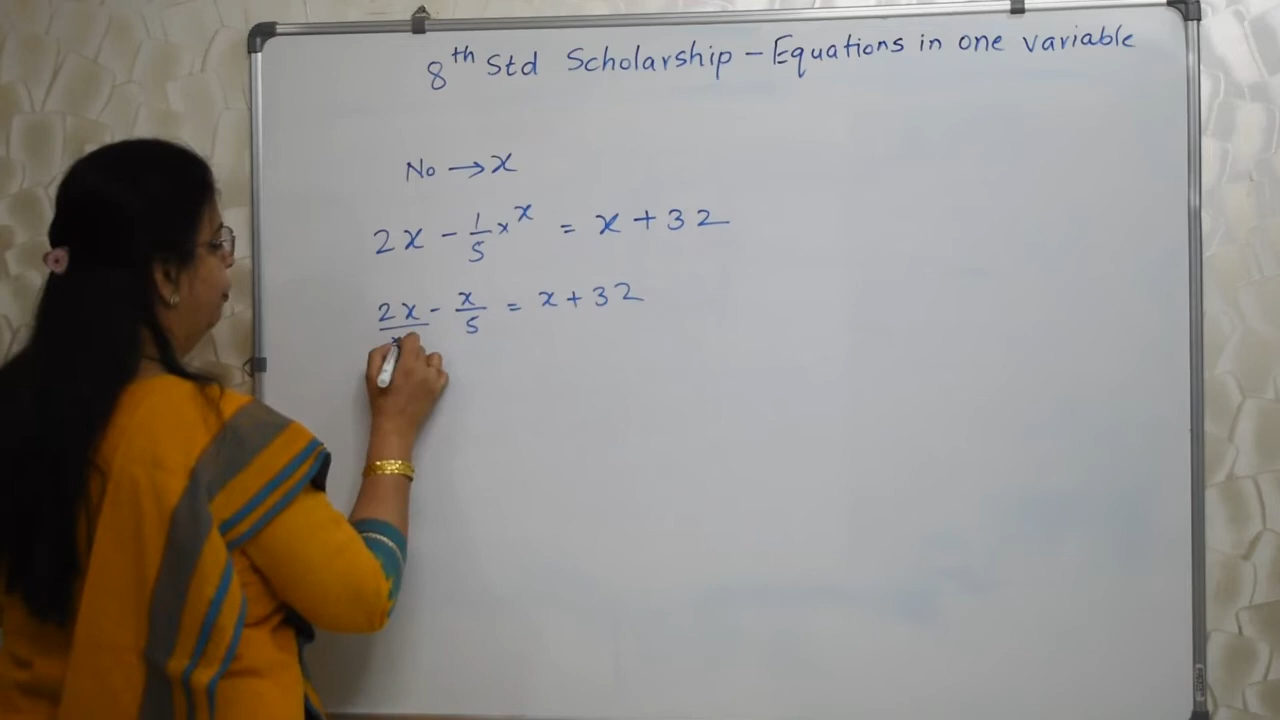 8th Std Scholarship - Equations in one variable
No → x
2x - 1/5 × x = x + 32
2x - x/5 = x + 32